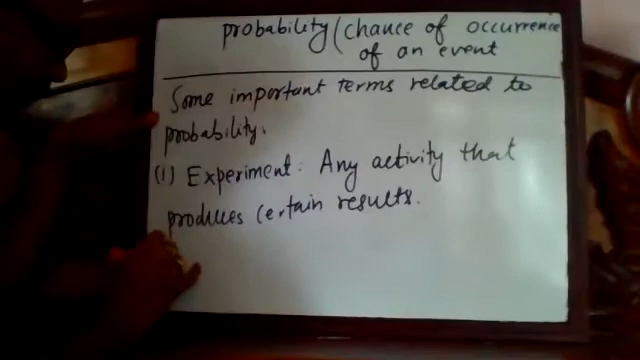 probability (chance of occurrence
of an event
Some important terms related to
probability.
(1) Experiment: Any activity that
produces certain results.